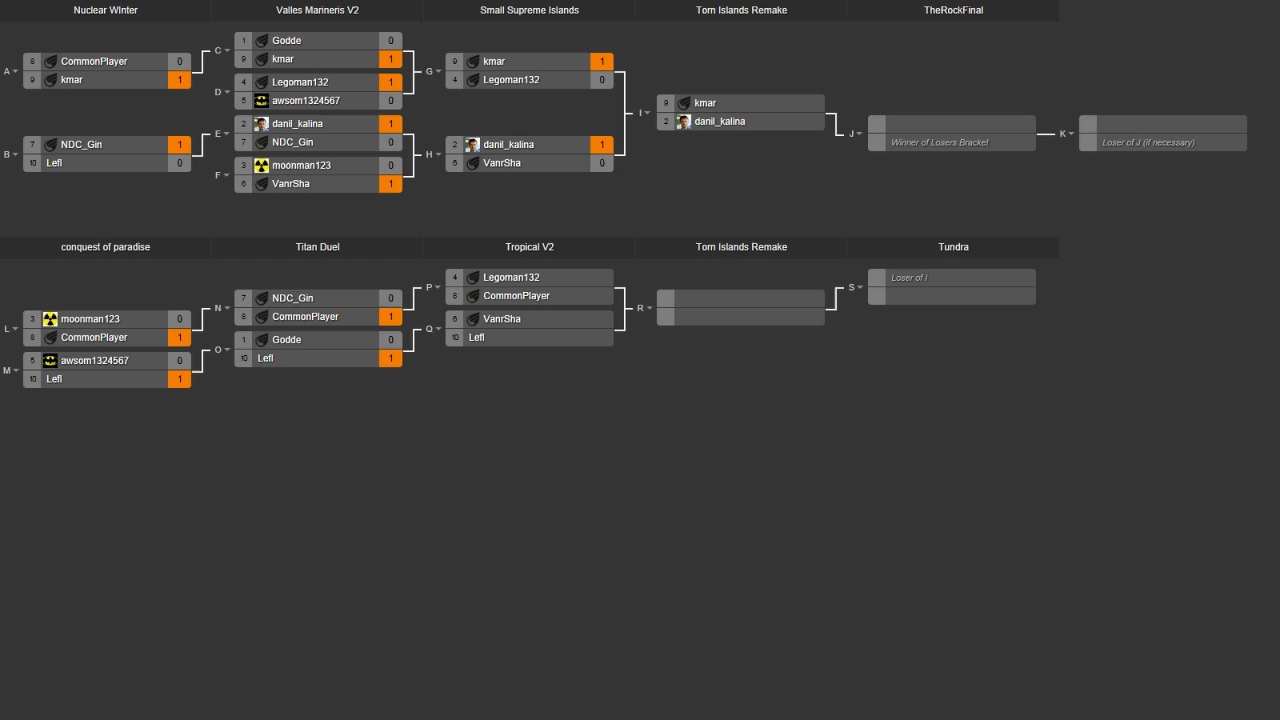 Nuclear Winter
Valles Marineris V2
Small Supreme Islands
Torn Islands Remake
TheRockFinal
A
8 CommonPlayer 0
9 kmar 1
B
7 NDC_Gin 1
10 Lefl 0
C
1 Godde 0
9 kmar 1
D
4 Legoman132 1
5 awsom1324567 0
E
2 danil_kalina 1
7 NDC_Gin 0
F
3 moonman123 0
6 VanrSha 1
G
9 kmar 1
4 Legoman132 0
H
2 danil_kalina 1
6 VanrSha 0
I
9 kmar
2 danil_kalina
J
Winner of Losers Bracket
K
Loser of J (if necessary)
conquest of paradise
Titan Duel
Tropical V2
Torn Islands Remake
Tundra
L
3 moonman123 0
8 CommonPlayer 1
M
5 awsom1324567 0
10 Lefl 1
N
7 NDC_Gin 0
8 CommonPlayer 1
O
1 Godde 0
10 Lefl 1
P
4 Legoman132
8 CommonPlayer
Q
6 VanrSha
10 Lefl
R
S
Loser of I